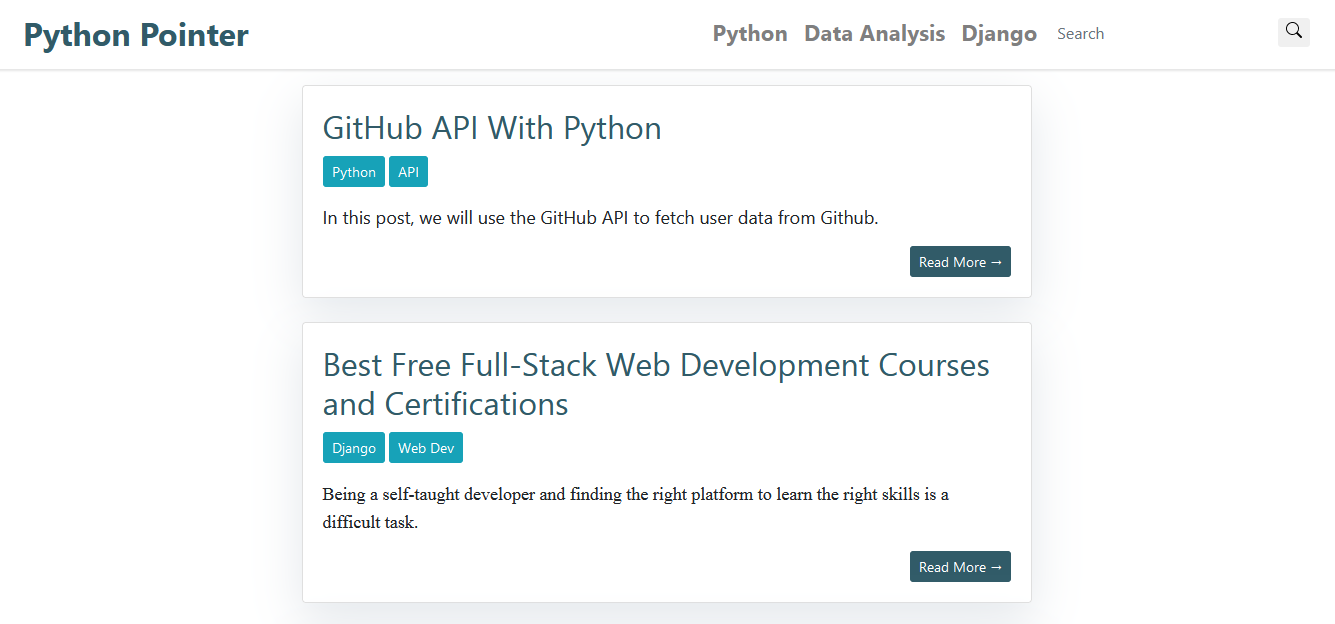 Python Pointer
Python Data Analysis Django Search
GitHub API With Python
Python API
In this post, we will use the GitHub API to fetch user data from Github.
Read More →
Best Free Full-Stack Web Development Courses
and Certifications
Django Web Dev
Being a self-taught developer and finding the right platform to learn the right skills is a
difficult task.
Read More →